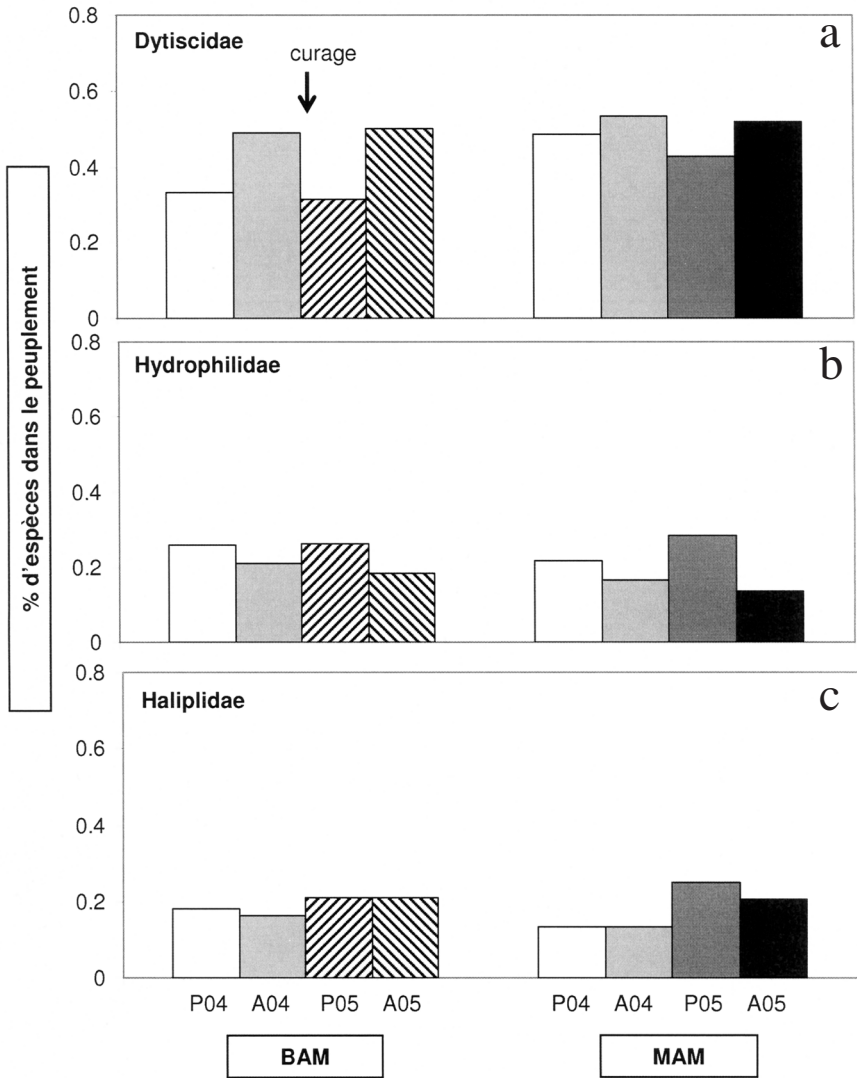 % d'espèces dans le peuplement
0.8
0.6
0.4
0.2
0
Dytiscidae
curage
a
0.8
0.6
0.4
0.2
0
Hydrophilidae
b
0.8
0.6
0.4
0.2
0
Haliplidae
c
P04 A04 P05 A05 P04 A04 P05 A05
BAM MAM